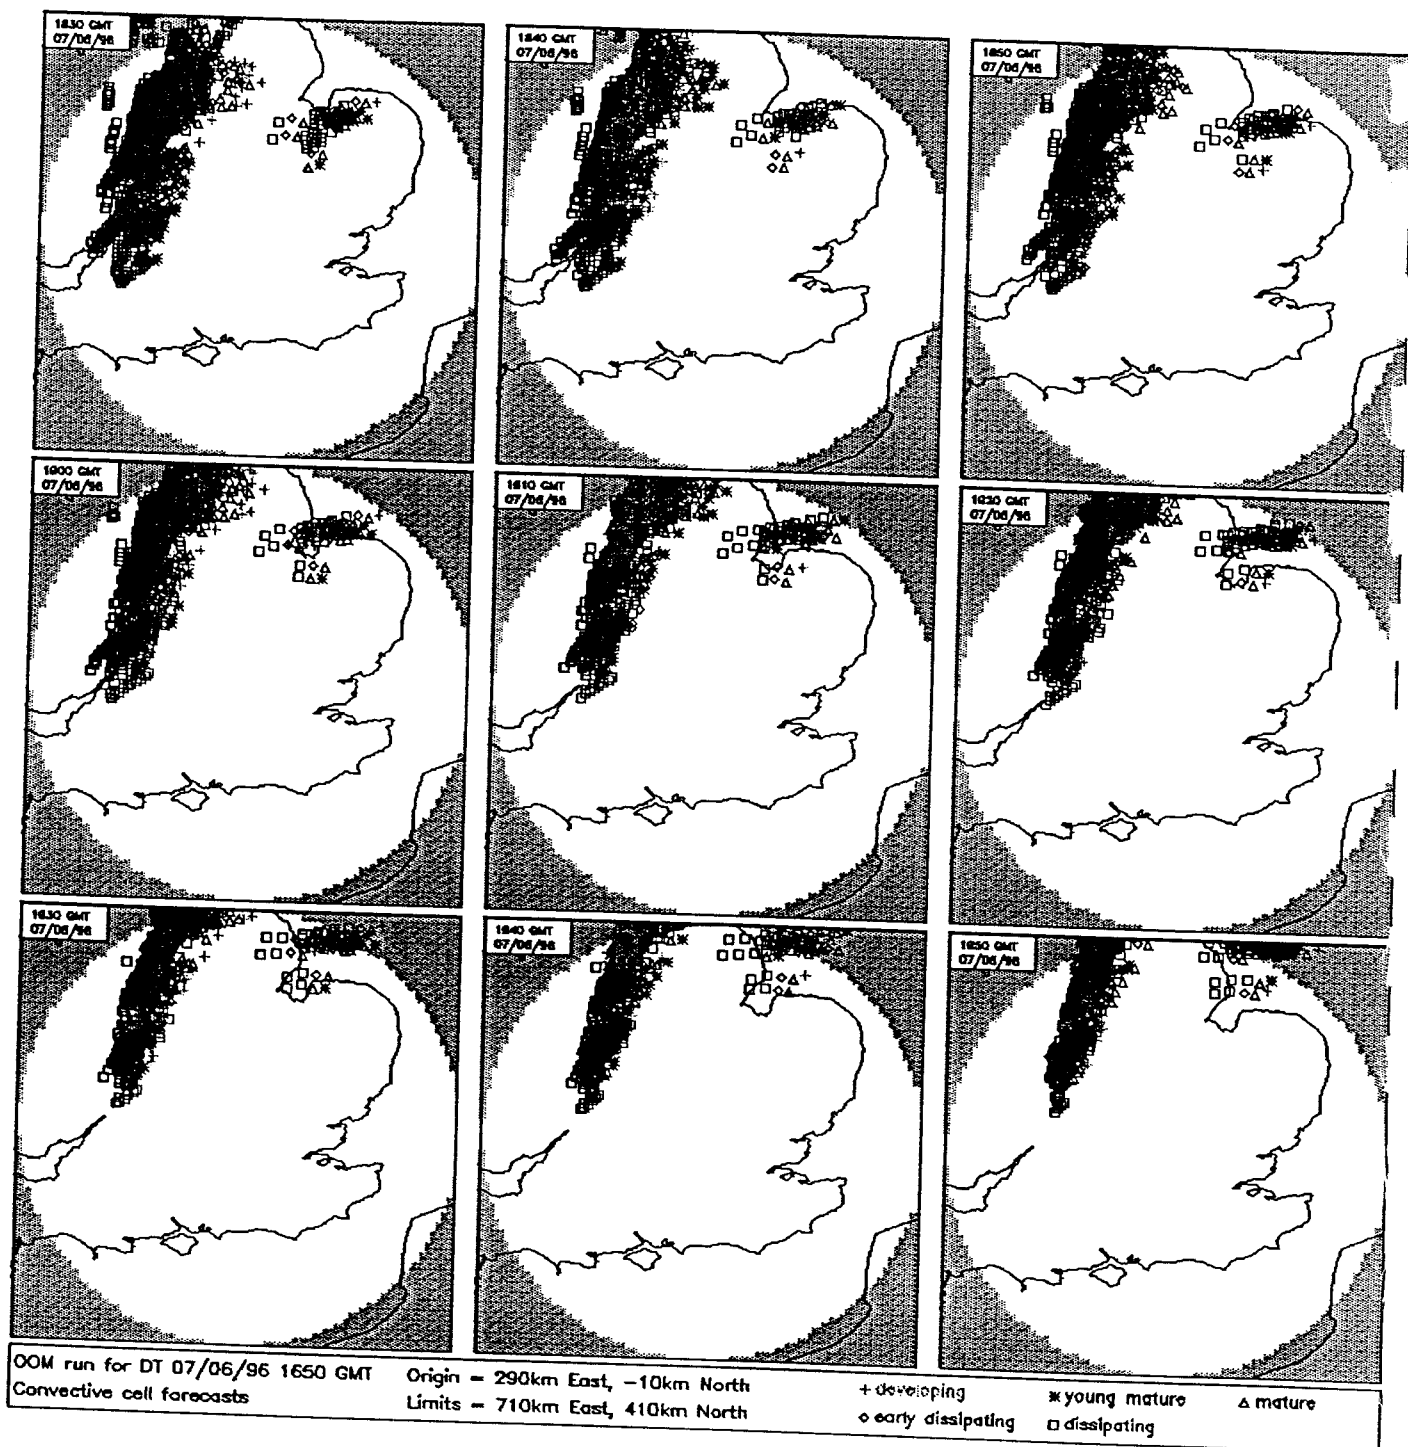 1830 GMT
07/06/96
1840 GMT
07/06/96
1850 GMT
07/06/96
1900 GMT
07/06/96
1910 GMT
07/06/96
1920 GMT
07/06/96
1930 GMT
07/06/96
1940 GMT
07/06/96
1950 GMT
07/06/96
OOM run for DT 07/06/96 1650 GMT
Convective cell forecasts
Origin = 290km East, -10km North
Limits = 710km East, 410km North
+ developing
✳ young mature
△ mature
◇ early dissipating
□ dissipating